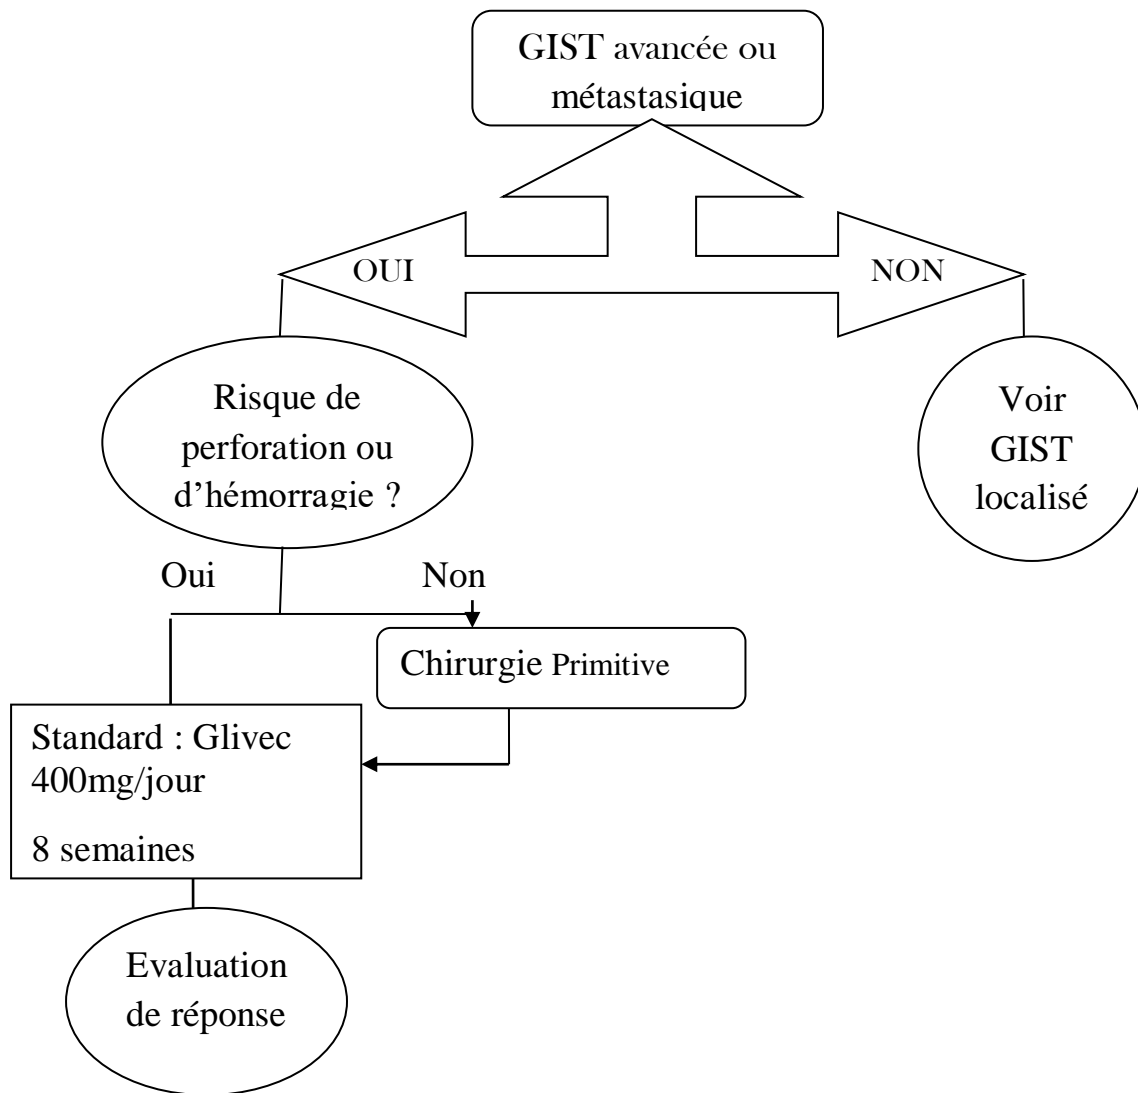 GIST avancée ou
métastasique
OUI
NON
Risque de
perforation ou
d’hémorragie ?
Voir
GIST
localisé
Oui
Non
Chirurgie Primitive
Standard : Glivec
400mg/jour
8 semaines
Evaluation
de réponse